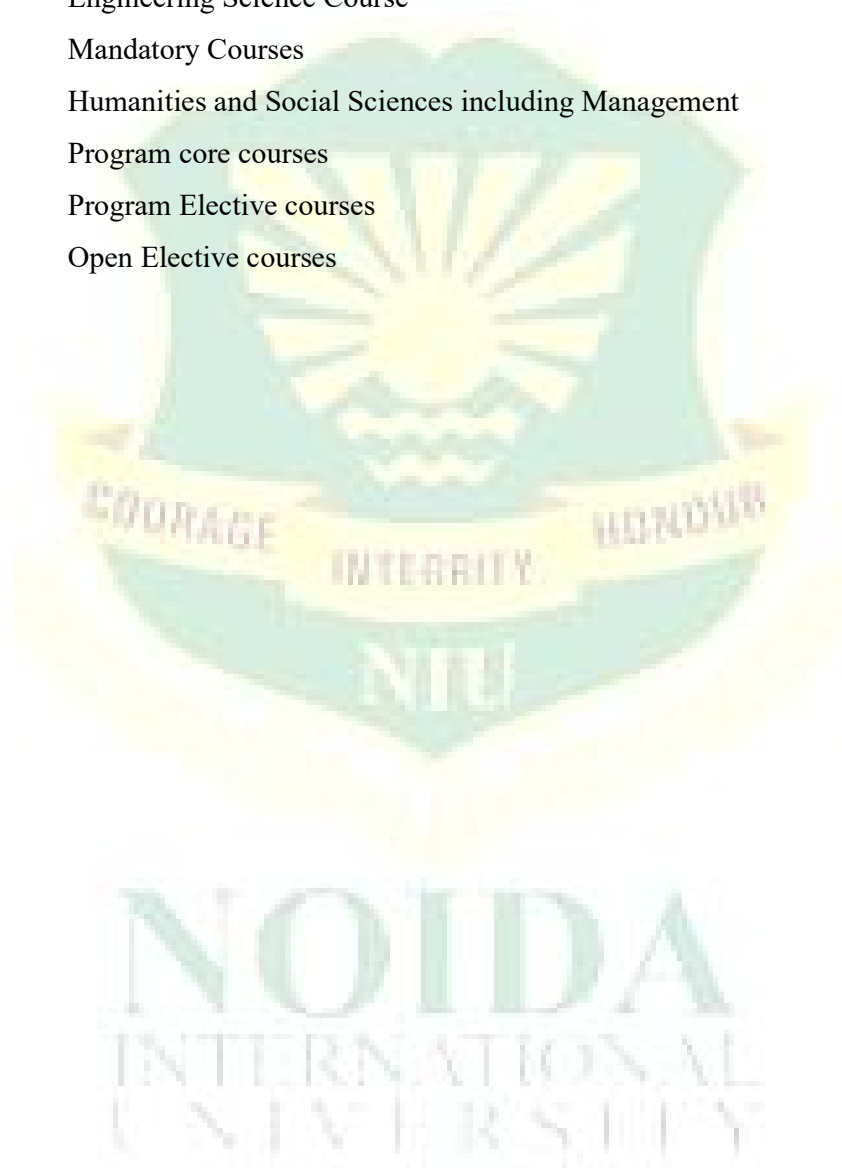 Engineering Science Course
Mandatory Courses
Humanities and Social Sciences including Management
Program core courses
Program Elective courses
Open Elective courses
COURAGE
INTEGRITY
HONOUR
NIU
NOIDA
INTERNATIONAL
UNIVERSITY